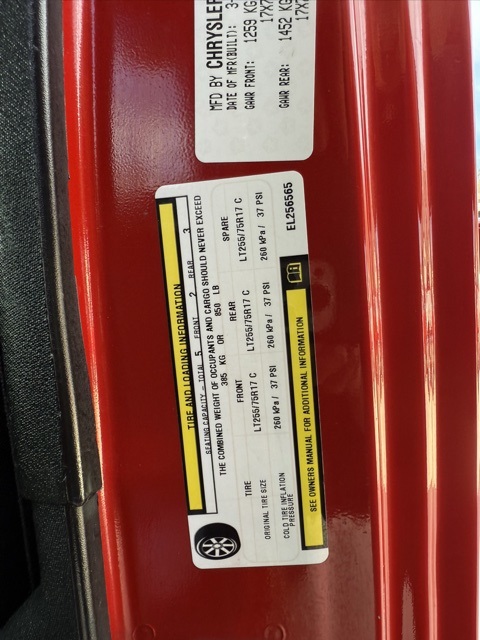 MFD BY CHRYSLER
DATE OF MFR(BUILT): 3-
GAWR FRONT: 1259 KG
17X7
GAWR REAR: 1452 KG
17X7
TIRE AND LOADING INFORMATION
SEATING CAPACITY - TOTAL 5 FRONT 2 REAR 3
THE COMBINED WEIGHT OF OCCUPANTS AND CARGO SHOULD NEVER EXCEED
385 KG OR 850 LB
TIRE FRONT REAR SPARE
ORIGINAL TIRE SIZE LT255/75R17 C LT255/75R17 C LT255/75R17 C
COLD TIRE INFLATION PRESSURE 260 kPa / 37 PSI 260 kPa / 37 PSI 260 kPa / 37 PSI
SEE OWNERS MANUAL FOR ADDITIONAL INFORMATION
EL256565